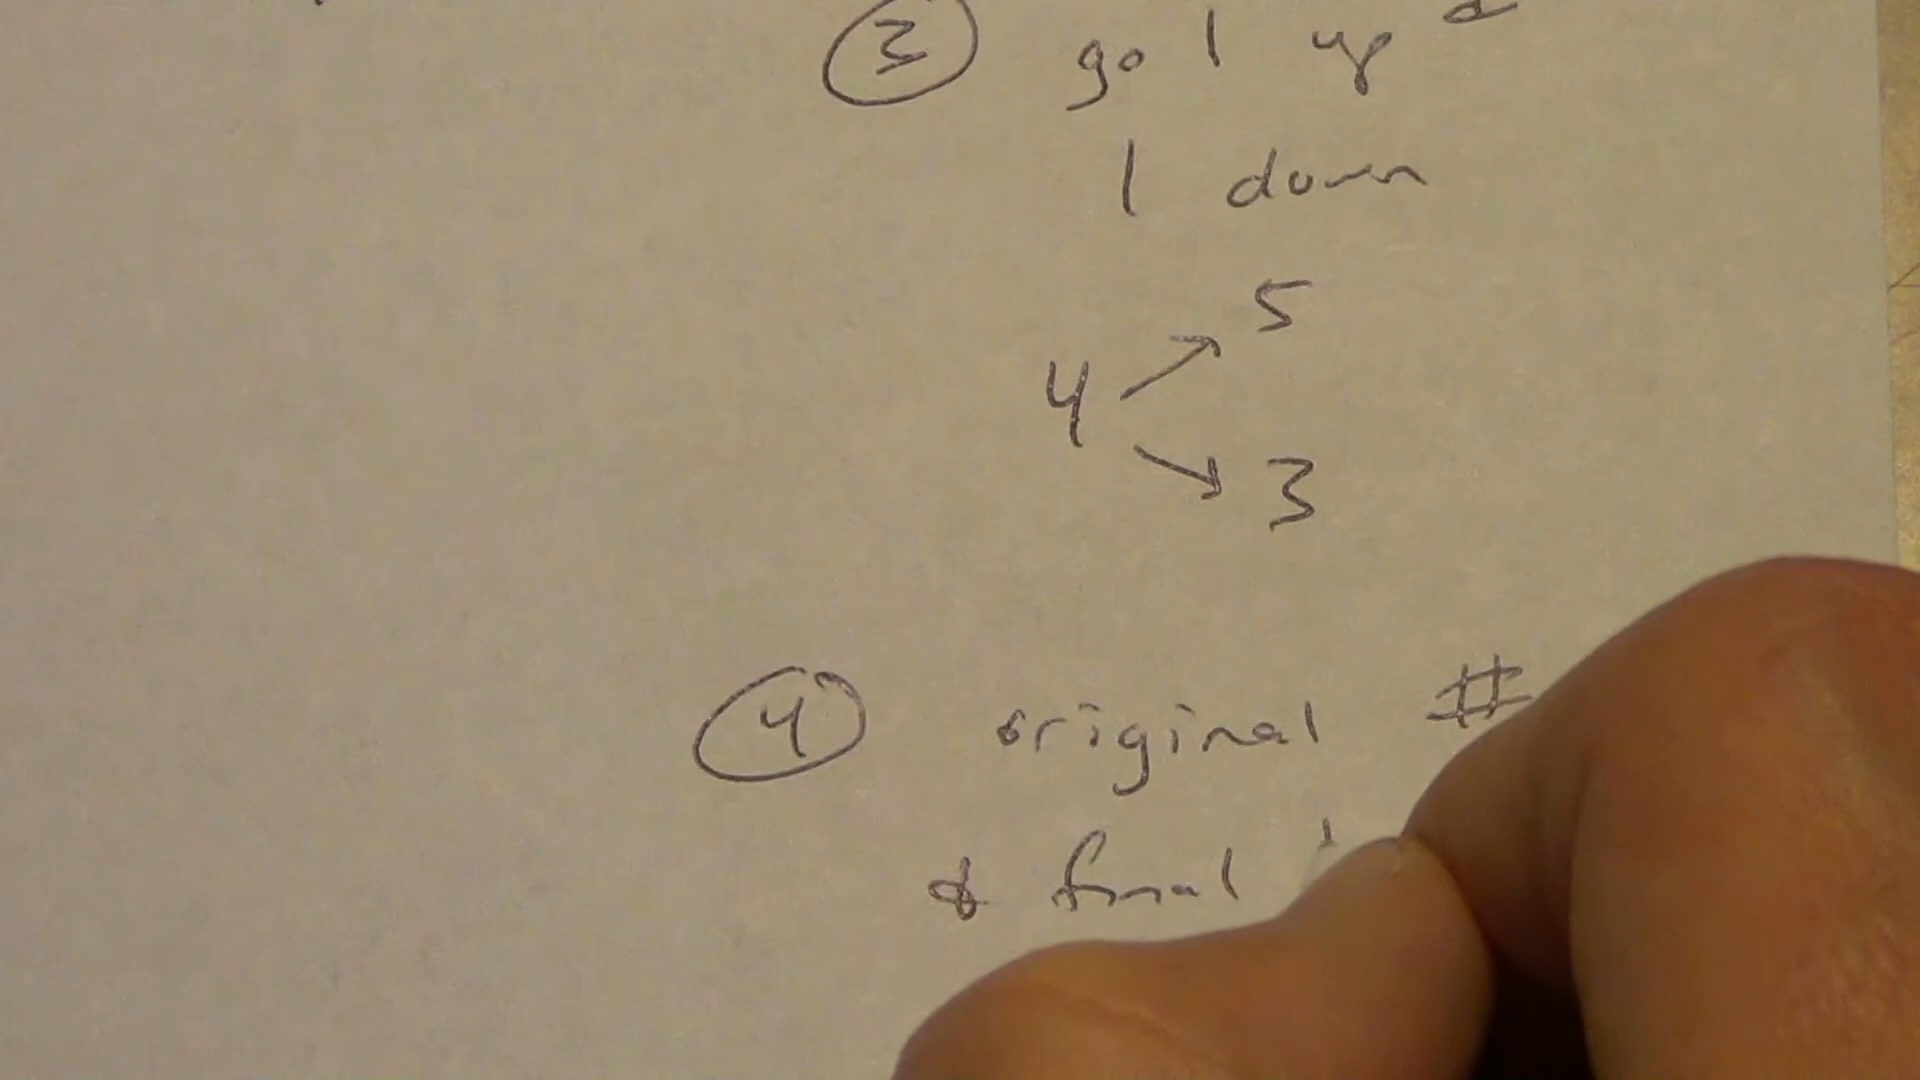 ③ go 1 up &
1 down
5
4
3
④ original #
& final